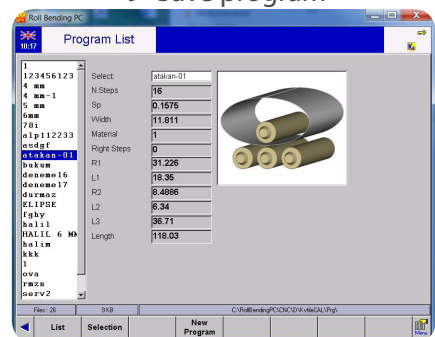 Save program
Roll Bending PC
10:17
Program List
1
123456123
4 mm
4 mm-1
5 mm
6mm
78i
alp112233
asdgf
atakan-01
bukum
deneme16
deneme17
durmaz
ELIPSE
fghy
halil
HALIL 6 MM
halim
kkk
l
ova
rmzn
serv2
Select: atakan-01
N.Steps 16
Sp 0.1575
Width 11.811
Material 1
Right Steps 0
R1 31.226
L1 18.35
R2 8.4886
L2 6.34
L3 36.71
Length 118.03
Files : 26 9 KB C:\RollBendingPC\CNC\D\KvfileCAL\Prg\
List Selection New Program Menu